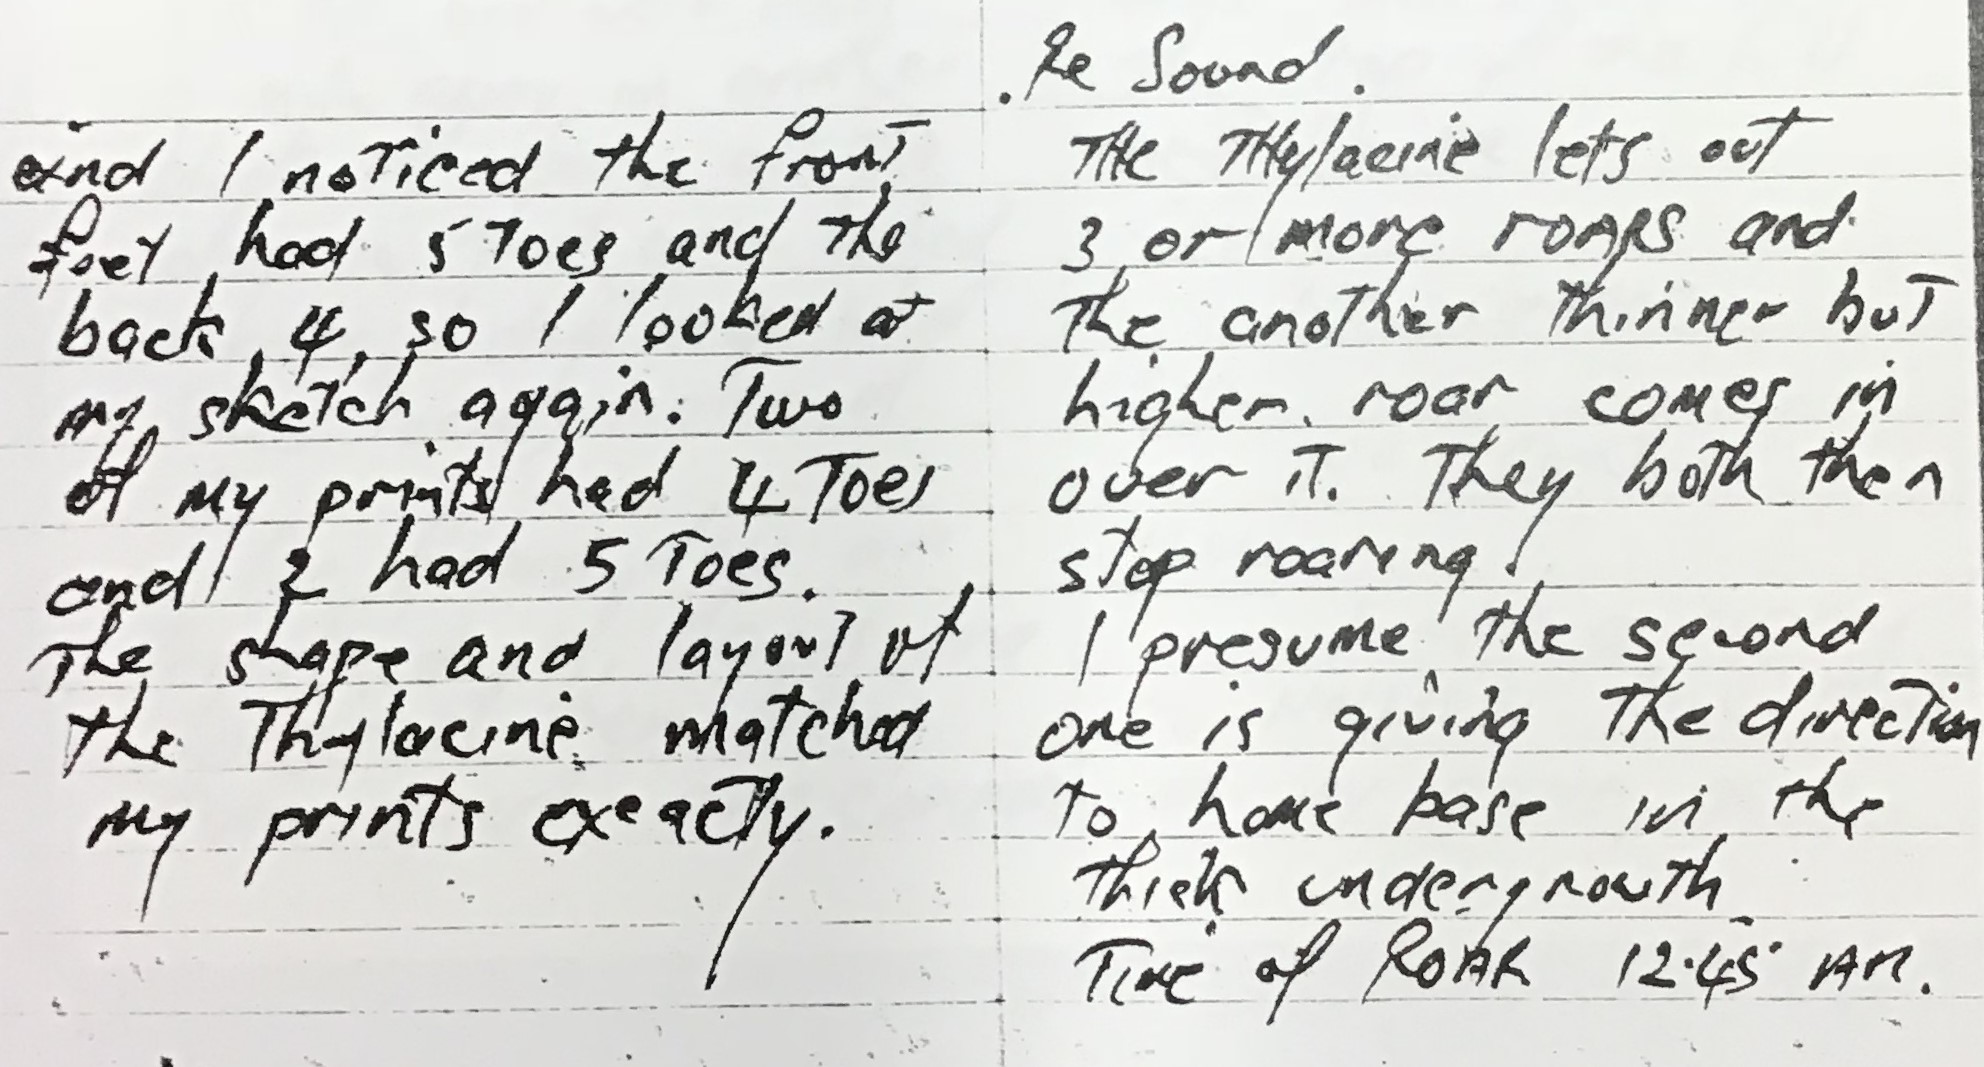 and I noticed the front
feet had 5 Toes and the
back 4, so I looked at
my sketch again. Two
of my prints had 4 Toes
and 2 had 5 Toes.
The shape and layout of
the Thylacine matched
my prints exeactly.
. Re Sound.
THe THylacine lets out
3 or more roars and
The another thinner but
higher roar comes in
over iT. They both then
stop roaring.
I presume the second
one is giving The direction
to home base in the
thick undergrowth
Time of ROAR 12.45 AM.